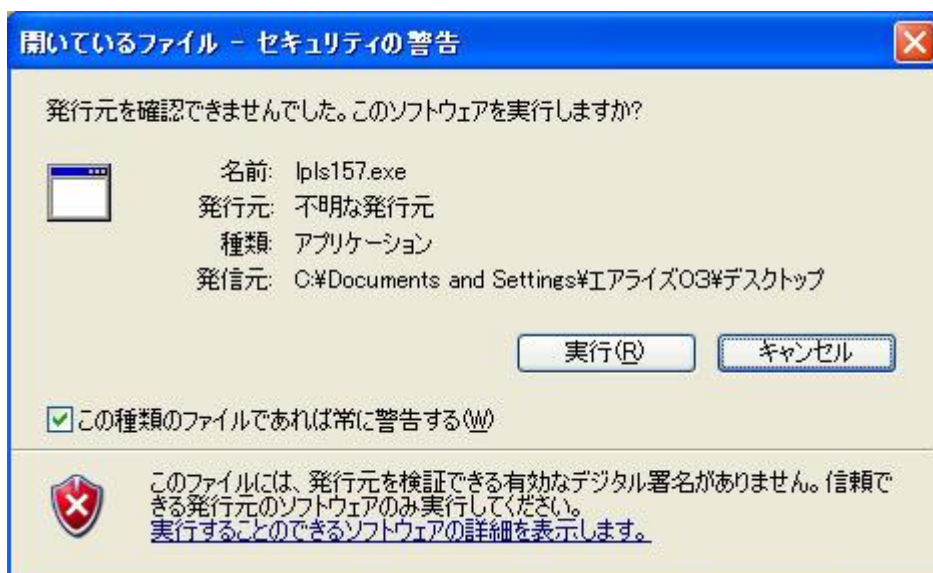 開いているファイル - セキュリティの警告
発行元を確認できませんでした。このソフトウェアを実行しますか?
名前: lpls157.exe
発行元: 不明な発行元
種類: アプリケーション
発信元: C:¥Documents and Settings¥エアライズ03¥デスクトップ
実行(R) キャンセル
この種類のファイルであれば常に警告する(W)
このファイルには、発行元を検証できる有効なデジタル署名がありません。信頼で
きる発行元のソフトウェアのみ実行してください。
実行することのできるソフトウェアの詳細を表示します。